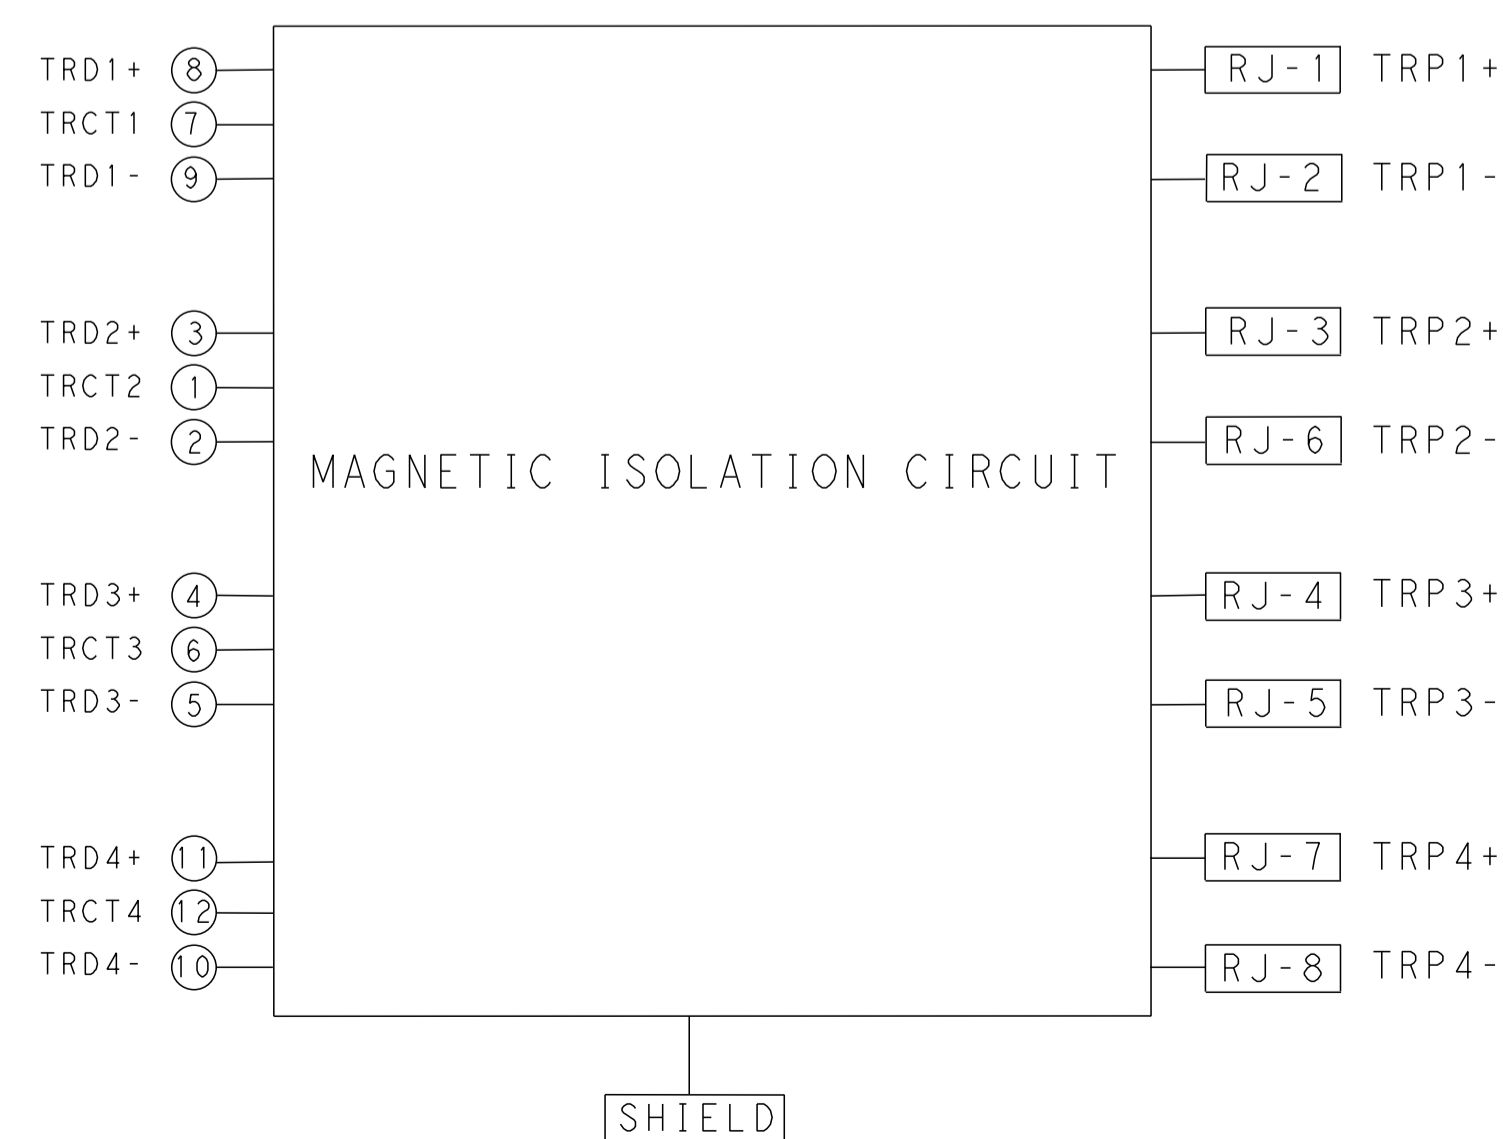 TRD1+ 8 RJ-1 TRP1+
TRCT1 7
TRD1- 9 RJ-2 TRP1-
TRD2+ 3 RJ-3 TRP2+
TRCT2 1
TRD2- 2 RJ-6 TRP2-
MAGNETIC ISOLATION CIRCUIT
TRD3+ 4 RJ-4 TRP3+
TRCT3 6
TRD3- 5 RJ-5 TRP3-
TRD4+ 11 RJ-7 TRP4+
TRCT4 12
TRD4- 10 RJ-8 TRP4-
SHIELD